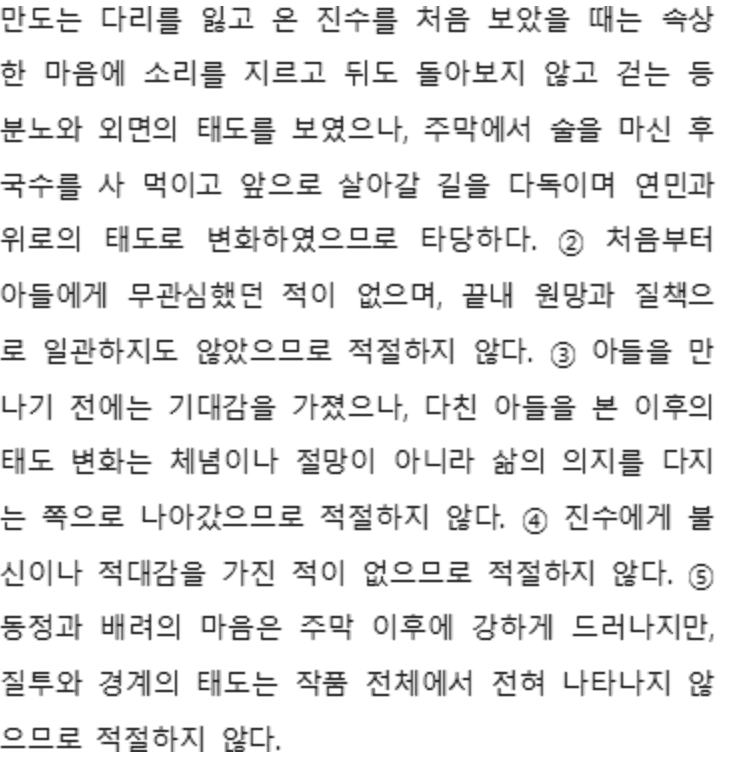 만도는 다리를 잃고 온 진수를 처음 보았을 때는 속상
한 마음에 소리를 지르고 뒤도 돌아보지 않고 걷는 등
분노와 외면의 태도를 보였으나, 주막에서 술을 마신 후
국수를 사 먹이고 앞으로 살아갈 길을 다독이며 연민과
위로의 태도로 변화하였으므로 타당하다. ② 처음부터
아들에게 무관심했던 적이 없으며, 끝내 원망과 질책으
로 일관하지도 않았으므로 적절하지 않다. ③ 아들을 만
나기 전에는 기대감을 가졌으나, 다친 아들을 본 이후의
태도 변화는 체념이나 절망이 아니라 삶의 의지를 다지
는 쪽으로 나아갔으므로 적절하지 않다. ④ 진수에게 불
신이나 적대감을 가진 적이 없으므로 적절하지 않다. ⑤
동정과 배려의 마음은 주막 이후에 강하게 드러나지만,
질투와 경계의 태도는 작품 전체에서 전혀 나타나지 않
으므로 적절하지 않다.